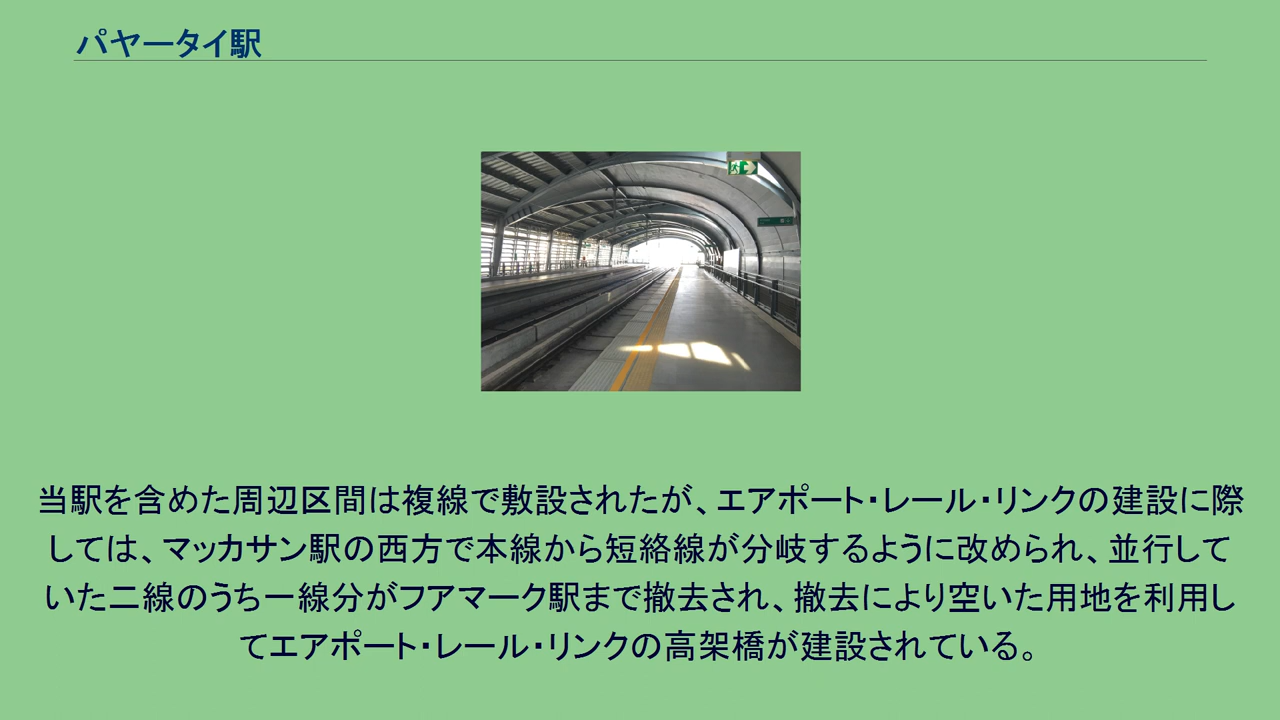 パヤータイ駅
当駅を含めた周辺区間は複線で敷設されたが、エアポート・レール・リンクの建設に際
しては、マッカサン駅の西方で本線から短絡線が分岐するように改められ、並行して
いた二線のうち一線分がフアマーク駅まで撤去され、撤去により空いた用地を利用し
てエアポート・レール・リンクの高架橋が建設されている。